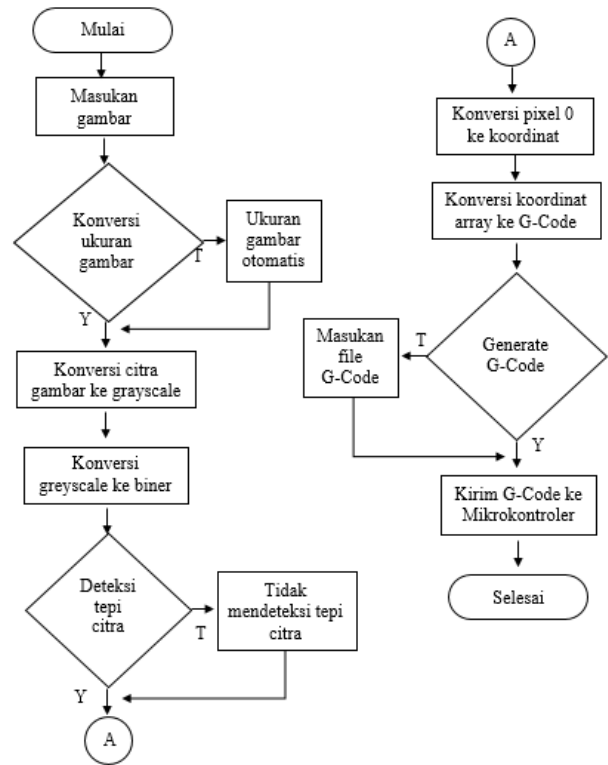 Mulai
Masukan
gambar
Konversi
ukuran
gambar
T
Ukuran
gambar
otomatis
Y
Konversi citra
gambar ke grayscale
Konversi
greyscale ke biner
Deteksi
tepi
citra
T
Tidak
mendeteksi tepi
citra
Y
A
A
Konversi pixel 0
ke koordinat
Konversi koordinat
array ke G-Code
Generate
G-Code
T
Masukan
file
G-Code
Y
Kirim G-Code ke
Mikrokontroler
Selesai